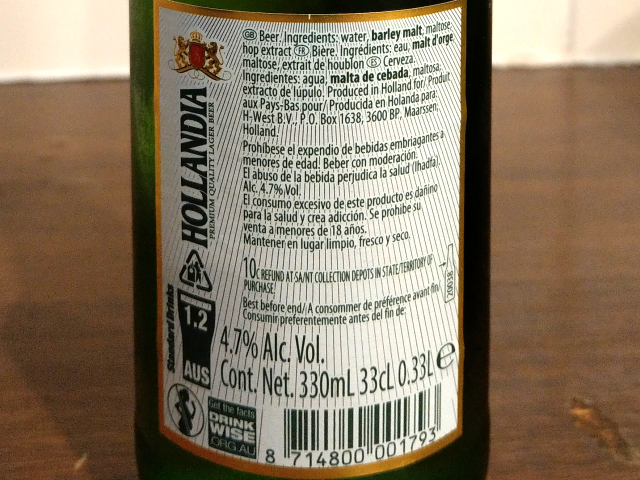 GB Beer. Ingredients: water, barley malt, maltose,
hop extract FR Bière. Ingrédients: eau, malt d'orge
maltose, extrait de houblon ES Cerveza.
Ingredientes: agua, malta de cebada, maltosa,
extracto de lúpulo. Produced in Holland for/ Produit
aux Pays-Bas pour/ Producida en Holanda para:
H-West B.V., P.O. Box 1638, 3600 BP, Maarssen,
Holland.
Prohíbese el expendio de bebidas embriagantes a
menores de edad. Beber con moderación.
El abuso de la bebida perjudica la salud (Ihadfa).
Alc. 4.7% Vol.
El consumo excesivo de este producto es dañino
para la salud y crea adicción. Se prohibe su
venta a menores de 18 años.
Mantener en lugar limpio, fresco y seco.
10c REFUND AT SA/NT COLLECTION DEPOTS IN STATE/TERRITORY OF
PURCHASE.
Best before end/ A consommer de préférence avant fin/
Consumir preferentemente antes del fin de:
4.7% Alc. Vol.
Cont. Net. 330mL 33cL 0.33L e
HOLLANDIA
PREMIUM QUALITY LAGER BEER
Standard Drinks
1.2
AUS
Get the facts
DRINK
WISE
.ORG.AU
8 714800 001793